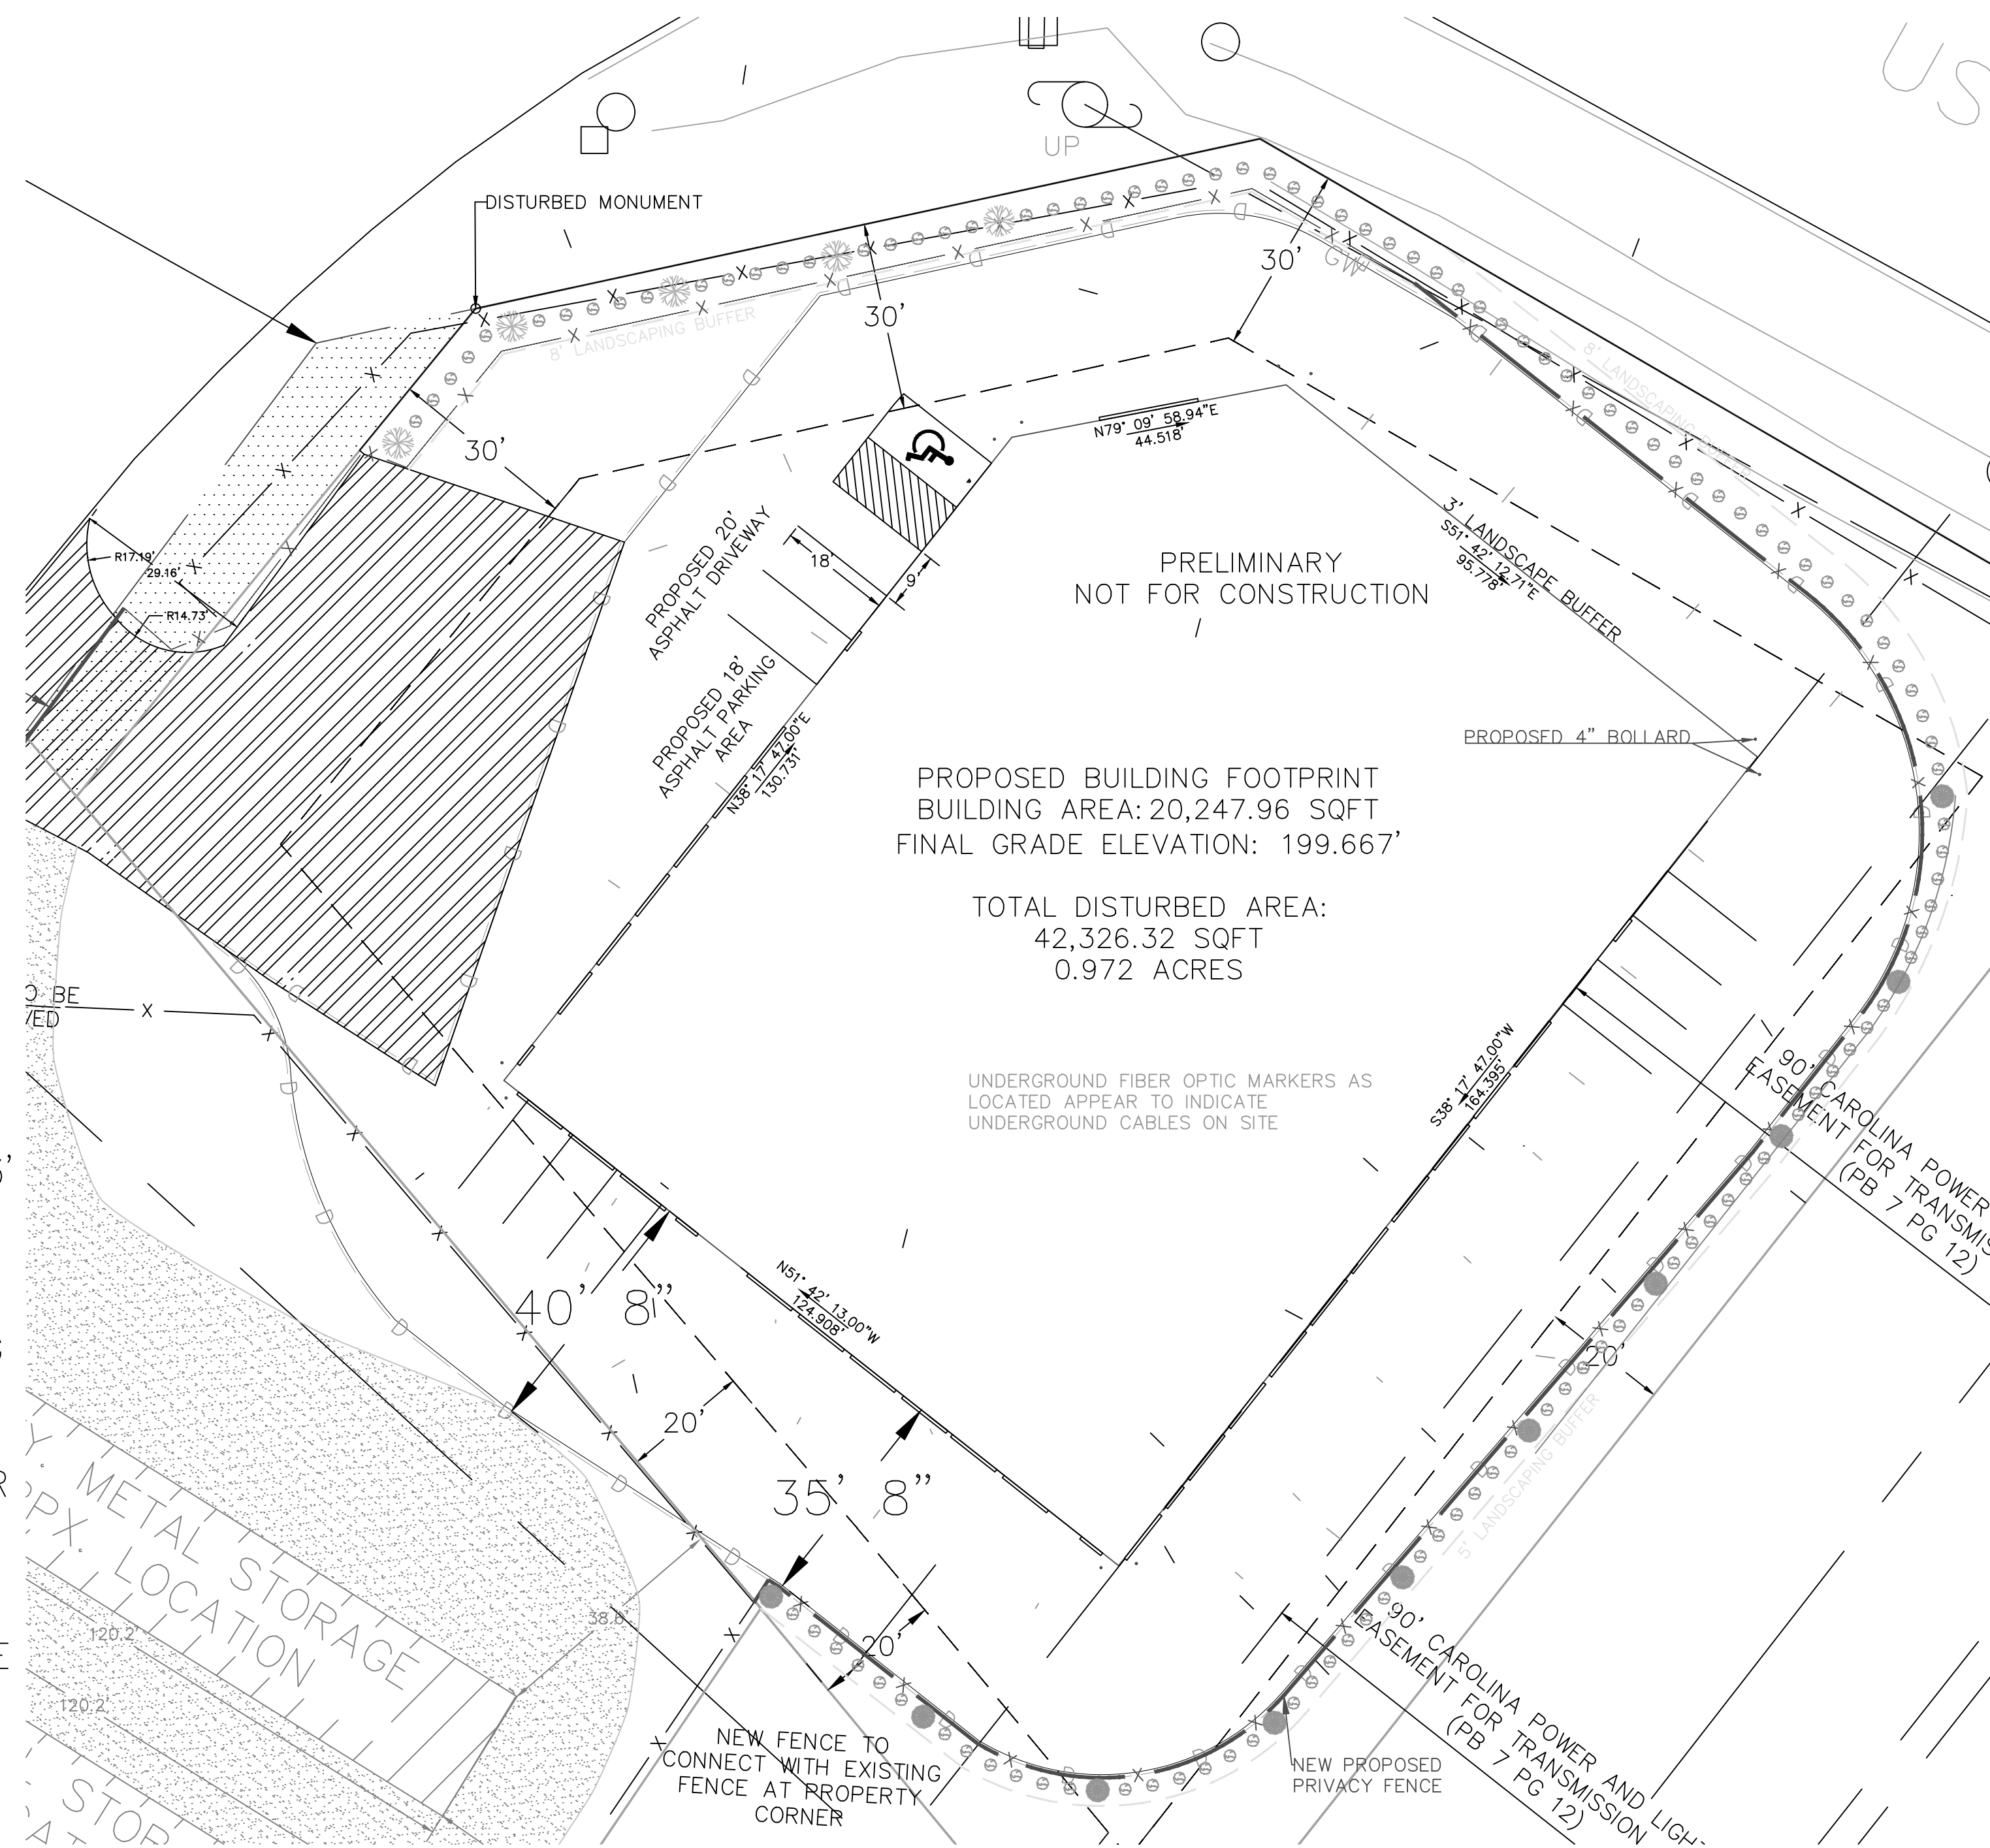 US
UP
DISTURBED MONUMENT
30'
30'
30'
30'
8' LANDSCAPING BUFFER
8' LANDSCAPING BUFFER
GW
N79° 09' 58.94"E
44.518'
3' LANDSCAPE BUFFER
S51° 42' 12.71"E
95.778'
R17.19'
29.16'
R14.73'
PROPOSED 20'
ASPHALT DRIVEWAY
18'
9'
PRELIMINARY
NOT FOR CONSTRUCTION
PROPOSED 18'
ASPHALT PARKING
AREA
N38° 17' 47.00"E
130.731'
PROPOSED 4" BOLLARD
PROPOSED BUILDING FOOTPRINT
BUILDING AREA: 20,247.96 SQFT
FINAL GRADE ELEVATION: 199.667'
TOTAL DISTURBED AREA:
42,326.32 SQFT
0.972 ACRES
BE
UNDERGROUND FIBER OPTIC MARKERS AS
LOCATED APPEAR TO INDICATE
UNDERGROUND CABLES ON SITE
S38° 17' 47.00"W
164.395'
90' CAROLINA POWER
EASEMENT FOR TRANSMIS
(PB 7 PG 12)
40' 8"
N51° 42' 13.00"W
124.908'
20'
20'
35' 8"
5' LANDSCAPING BUFFER
METAL STORAGE
LOCATION
120.2'
38.6'
20'
120.2'
STOR
90' CAROLINA POWER AND LIGHT
EASEMENT FOR TRANSMISSION
(PB 7 PG 12)
NEW FENCE TO
CONNECT WITH EXISTING
FENCE AT PROPERTY
CORNER
NEW PROPOSED
PRIVACY FENCE